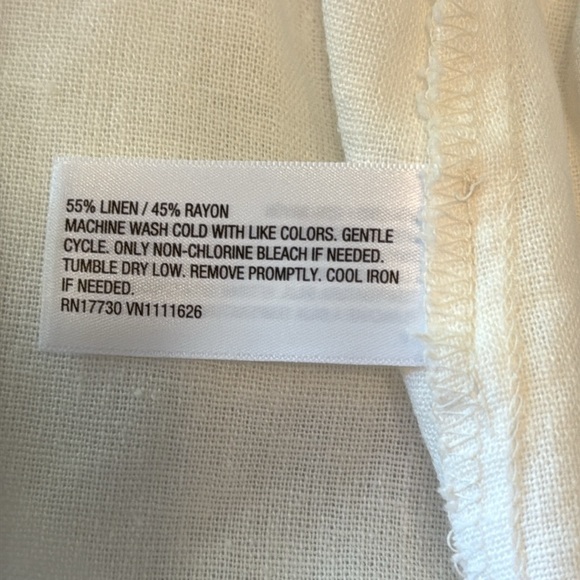 55% LINEN / 45% RAYON
MACHINE WASH COLD WITH LIKE COLORS. GENTLE
CYCLE. ONLY NON-CHLORINE BLEACH IF NEEDED.
TUMBLE DRY LOW. REMOVE PROMPTLY. COOL IRON
IF NEEDED.
RN17730 VN1111626